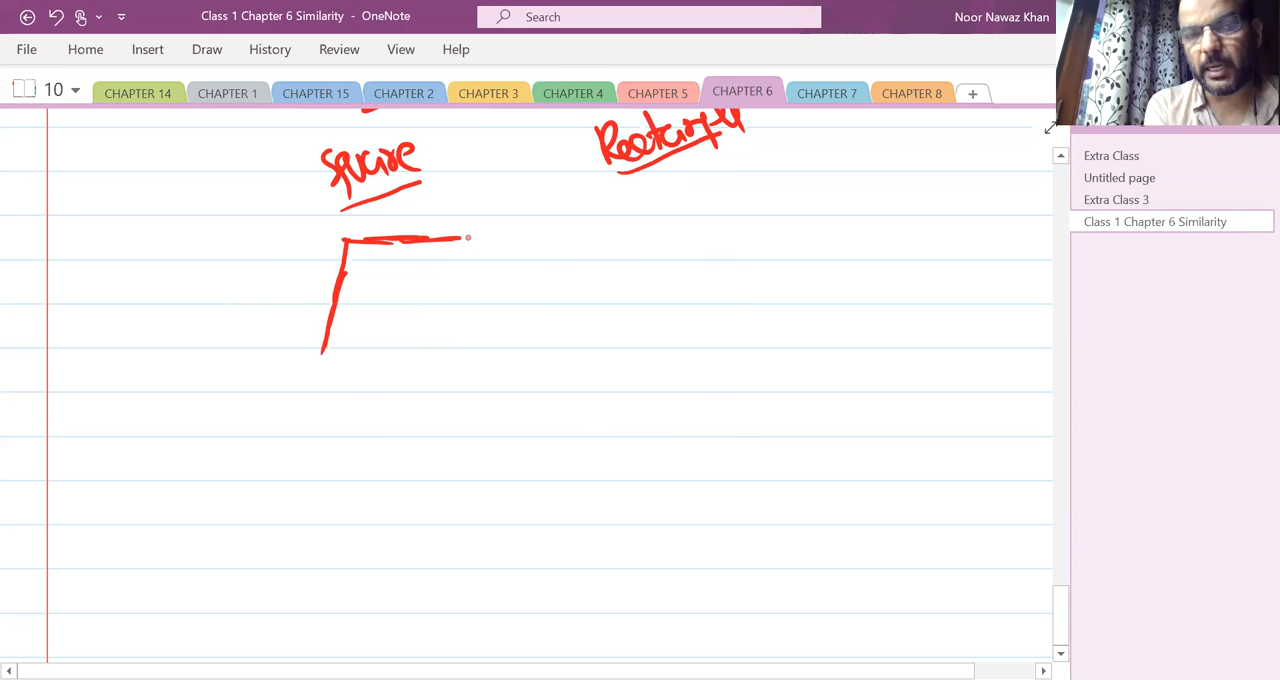 Class 1 Chapter 6 Similarity - OneNote
Search
Noor Nawaz Khan
File Home Insert Draw History Review View Help
10 CHAPTER 14 CHAPTER 1 CHAPTER 15 CHAPTER 2 CHAPTER 3 CHAPTER 4 CHAPTER 5 CHAPTER 6 CHAPTER 7 CHAPTER 8 +
Square
Extra Class
Untitled page
Extra Class 3
Class 1 Chapter 6 Similarity